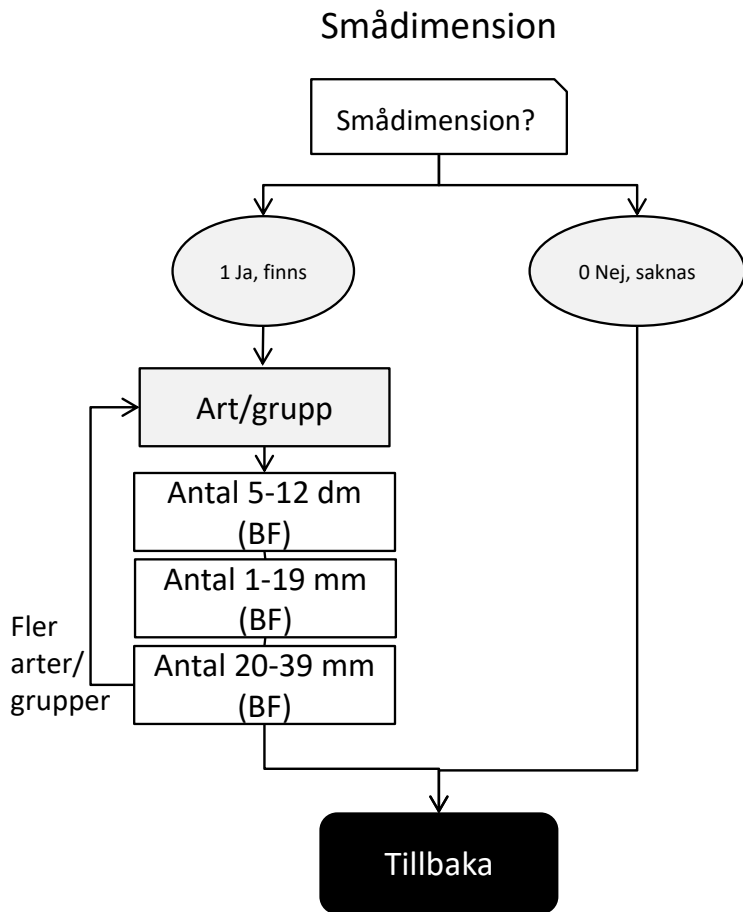 Smådimension
Smådimension?
1 Ja, finns
0 Nej, saknas
Art/grupp
Antal 5-12 dm
(BF)
Antal 1-19 mm
(BF)
Fler
arter/
grupper
Antal 20-39 mm
(BF)
Tillbaka